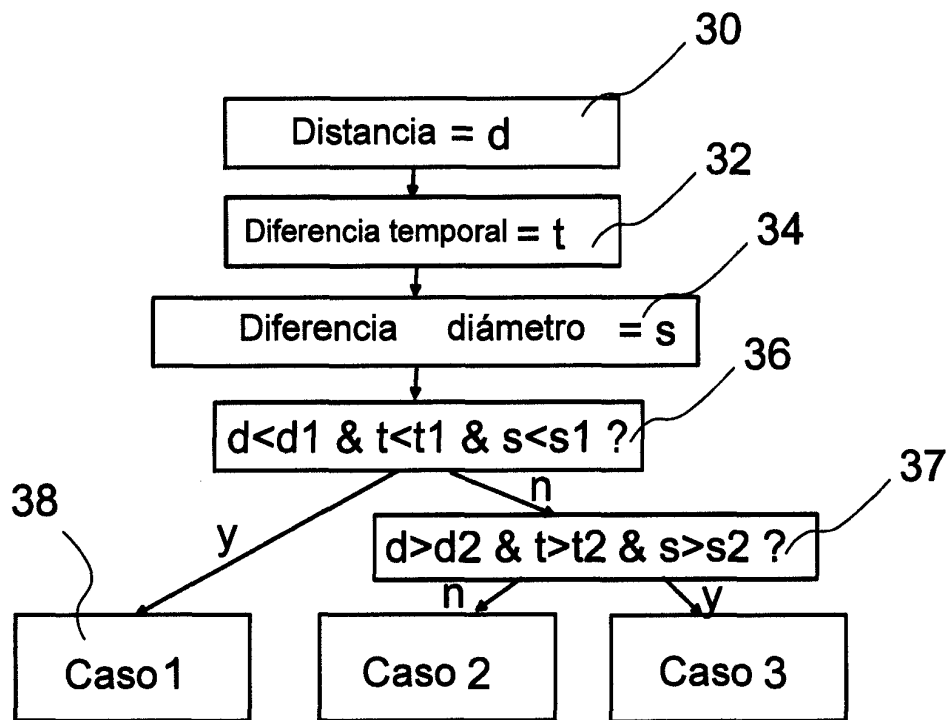 30
Distancia = d
32
Diferencia temporal = t
34
Diferencia diámetro = s
36
d<d1 & t<t1 & s<s1 ?
37
n
38
y
d>d2 & t>t2 & s>s2 ?
n
y
Caso 1
Caso 2
Caso 3